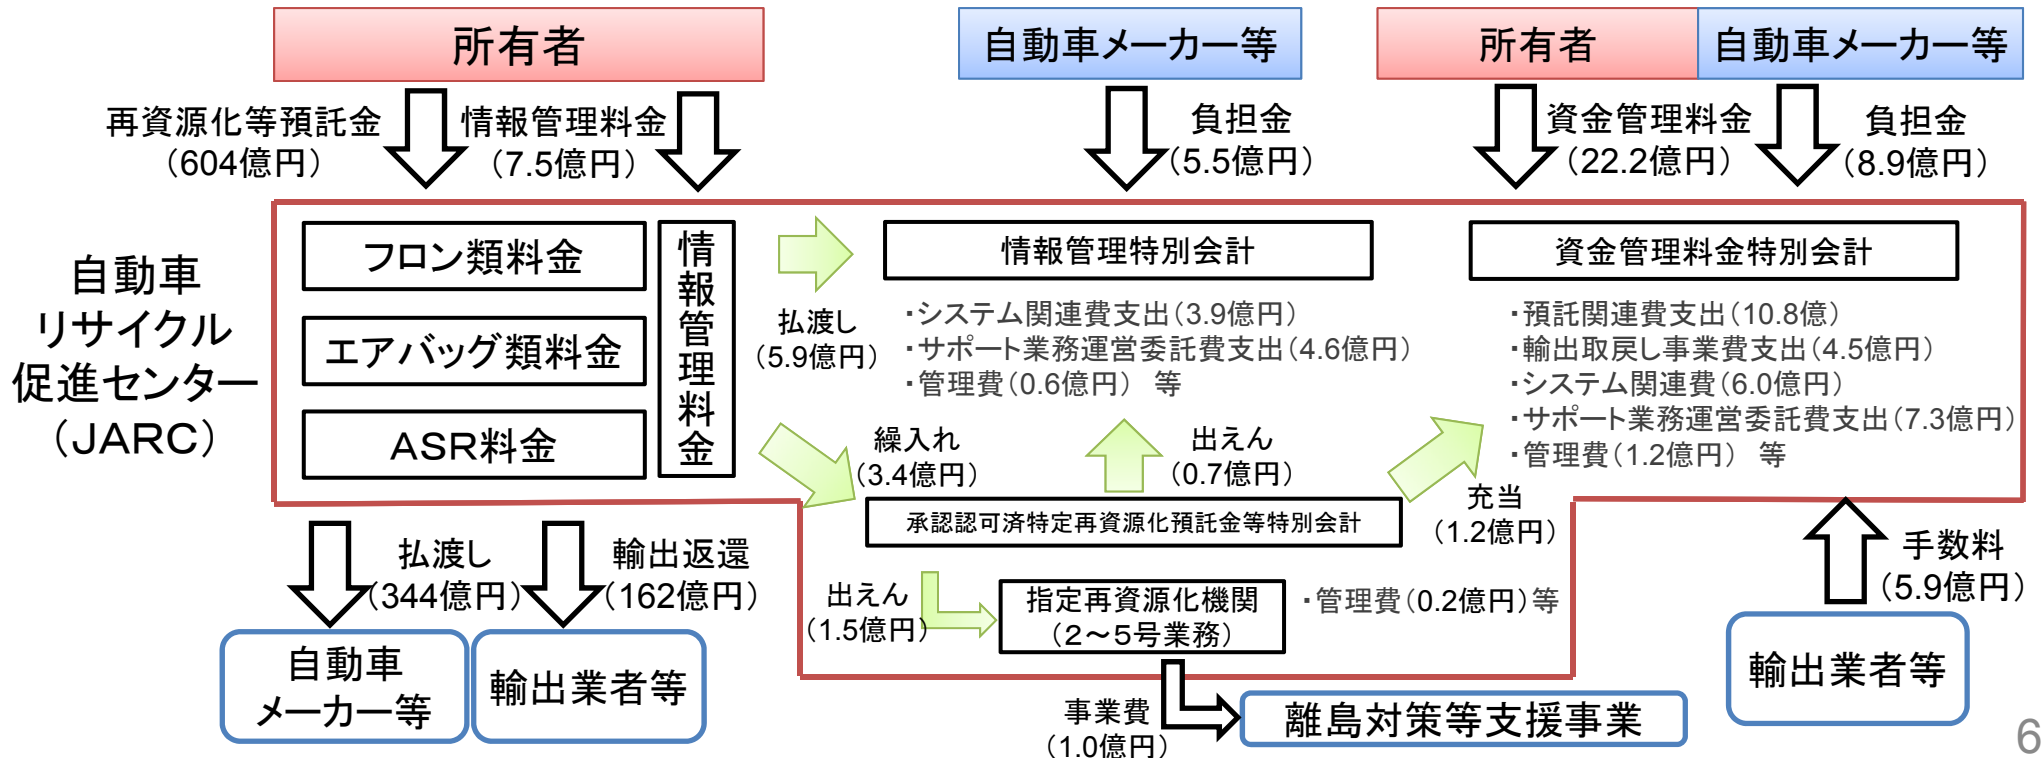 所有者
自動車メーカー等
所有者
自動車メーカー等
再資源化等預託金
（604億円）
情報管理料金
（7.5億円）
負担金
（5.5億円）
資金管理料金
（22.2億円）
負担金
（8.9億円）
自動車
リサイクル
促進センター
（JARC）
フロン類料金
エアバッグ類料金
ASR料金
情報管理料金
払渡し
（5.9億円）
情報管理特別会計
・システム関連費支出（3.9億円）
・サポート業務運営委託費支出（4.6億円）
・管理費（0.6億円） 等
資金管理料金特別会計
・預託関連費支出（10.8億）
・輸出取戻し事業費支出（4.5億円）
・システム関連費（6.0億円）
・サポート業務運営委託費支出（7.3億円）
・管理費（1.2億円） 等
繰入れ
（3.4億円）
出えん
（0.7億円）
充当
（1.2億円）
承認認可済特定再資源化預託金等特別会計
払渡し
（344億円）
輸出返還
（162億円）
出えん
（1.5億円）
指定再資源化機関
（2～5号業務）
・管理費（0.2億円）等
手数料
（5.9億円）
自動車
メーカー等
輸出業者等
事業費
（1.0億円）
離島対策等支援事業
輸出業者等
6